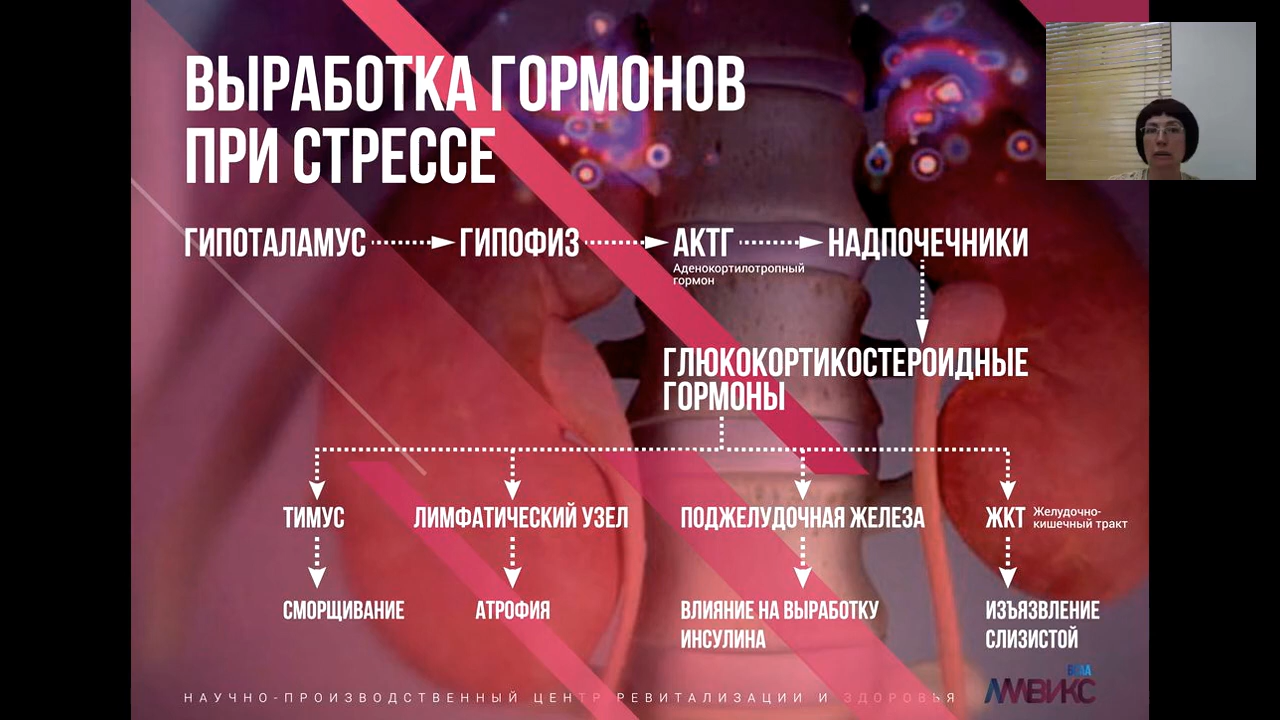 ВЫРАБОТКА ГОРМОНОВ
ПРИ СТРЕССЕ
ГИПОТАЛАМУС ГИПОФИЗ АКТГ НАДПОЧЕЧНИКИ
Аденокортилотропный
гормон
ГЛЮКОКОРТИКОСТЕРОИДНЫЕ
ГОРМОНЫ
ТИМУС ЛИМФАТИЧЕСКИЙ УЗЕЛ ПОДЖЕЛУДОЧНАЯ ЖЕЛЕЗА ЖКТ Желудочно-
кишечный тракт
СМОРЩИВАНИЕ АТРОФИЯ ВЛИЯНИЕ НА ВЫРАБОТКУ ИЗЪЯЗВЛЕНИЕ
ИНСУЛИНА СЛИЗИСТОЙ
НАУЧНО-ПРОИЗВОДСТВЕННЫЙ ЦЕНТР РЕВИТАЛИЗАЦИИ И ЗДОРОВЬЯ